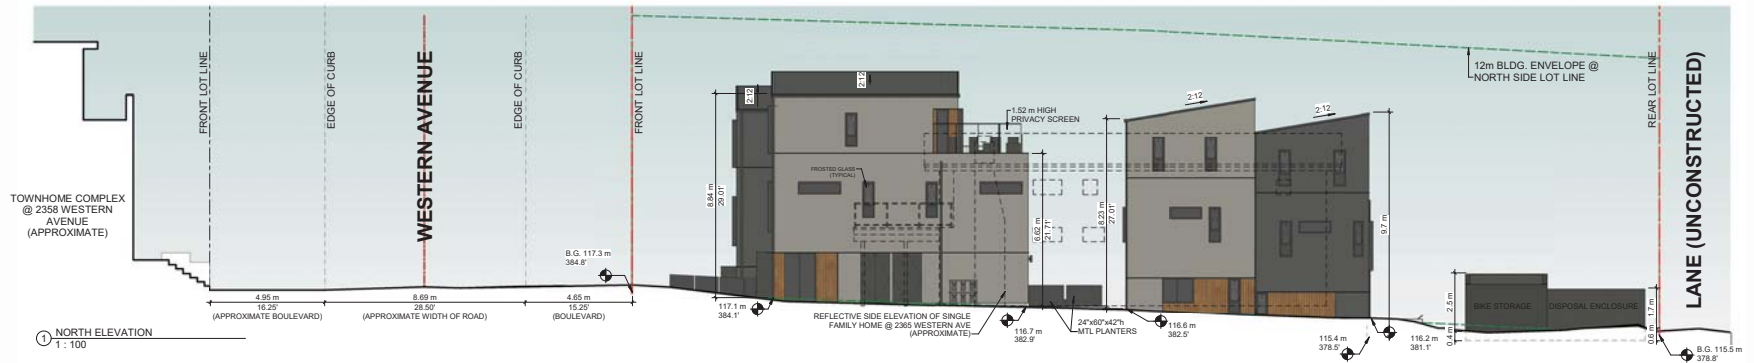 TOWNHOME COMPLEX
@ 2358 WESTERN
AVENUE
(APPROXIMATE)
FRONT LOT LINE
EDGE OF CURB
WESTERN AVENUE
EDGE OF CURB
FRONT LOT LINE
B.G. 117.3 m
384.8'
4.95 m
16.25'
(APPROXIMATE BOULEVARD)
8.69 m
28.50'
(APPROXIMATE WIDTH OF ROAD)
4.65 m
15.25'
(BOULEVARD)
1
NORTH ELEVATION
1 : 100
2:12
2:12
8.84 m
29.01'
FROSTED GLASS
(TYPICAL)
1.52 m HIGH
PRIVACY SCREEN
6.62 m
21.71'
8.23 m
27.01'
2:12
2:12
9.7 m
117.1 m
384.1'
REFLECTIVE SIDE ELEVATION OF SINGLE
FAMILY HOME @ 2365 WESTERN AVE
(APPROXIMATE)
116.7 m
382.9'
24"x60"x42"h
MTL PLANTERS
116.6 m
382.5'
115.4 m
378.5'
116.2 m
381.1'
12m BLDG. ENVELOPE @
NORTH SIDE LOT LINE
2.5 m
0.4 m
BIKE STORAGE
DISPOSAL ENCLOSURE
1.7 m
0.6 m
REAR LOT LINE
LANE (UNCONSTRUCTED)
B.G. 115.5 m
378.8'